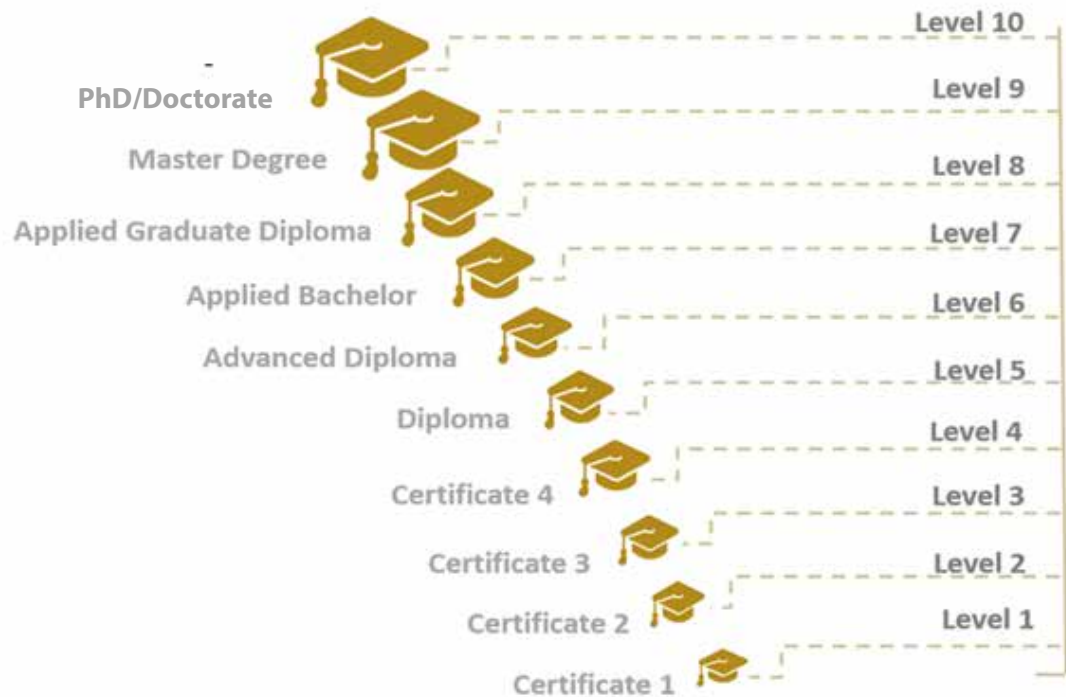 Level 10
PhD/Doctorate
Level 9
Master Degree
Level 8
Applied Graduate Diploma
Level 7
Applied Bachelor
Level 6
Advanced Diploma
Level 5
Diploma
Level 4
Certificate 4
Level 3
Certificate 3
Level 2
Certificate 2
Level 1
Certificate 1